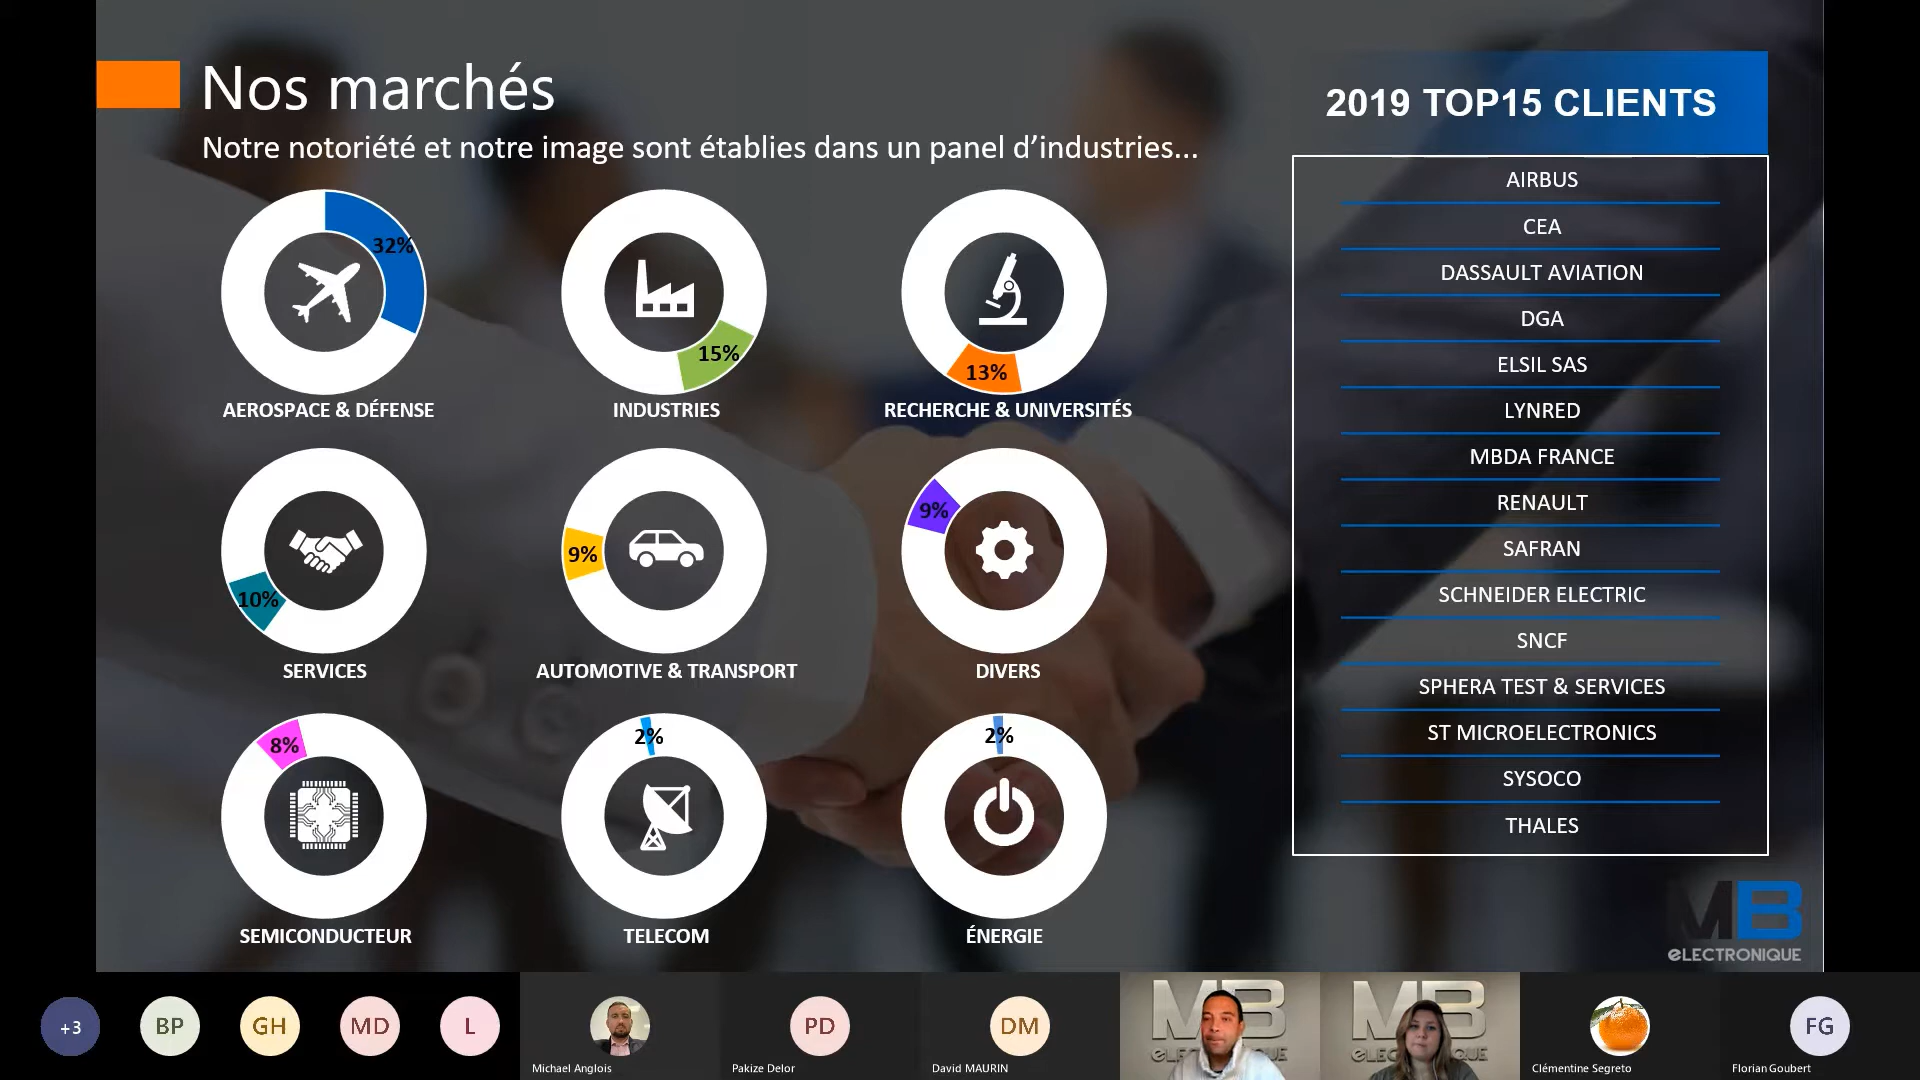 Nos marchés
Notre notoriété et notre image sont établies dans un panel d’industries...
32%
AEROSPACE & DÉFENSE
15%
INDUSTRIES
13%
RECHERCHE & UNIVERSITÉS
10%
SERVICES
9%
AUTOMOTIVE & TRANSPORT
9%
DIVERS
8%
SEMICONDUCTEUR
2%
TELECOM
2%
ÉNERGIE
2019 TOP15 CLIENTS
AIRBUS
CEA
DASSAULT AVIATION
DGA
ELSIL SAS
LYNRED
MBDA FRANCE
RENAULT
SAFRAN
SCHNEIDER ELECTRIC
SNCF
SPHERA TEST & SERVICES
ST MICROELECTRONICS
SYSOCO
THALES
MB
eLECTRONIQUE
+3
BP
GH
MD
L
Michael Anglois
PD
Pakize Delor
DM
David MAURIN
MB
MB
Clémentine Segreto
FG
Florian Goubert